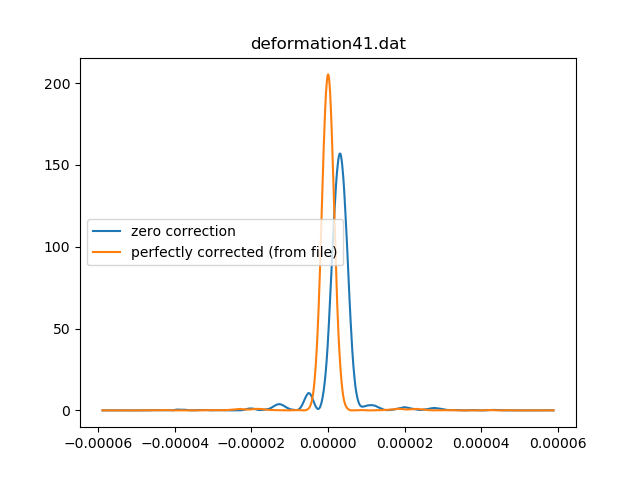 deformation41.dat
200
150
100
50
0
zero correction
perfectly corrected (from file)
−0.00006 −0.00004 −0.00002 0.00000 0.00002 0.00004 0.00006